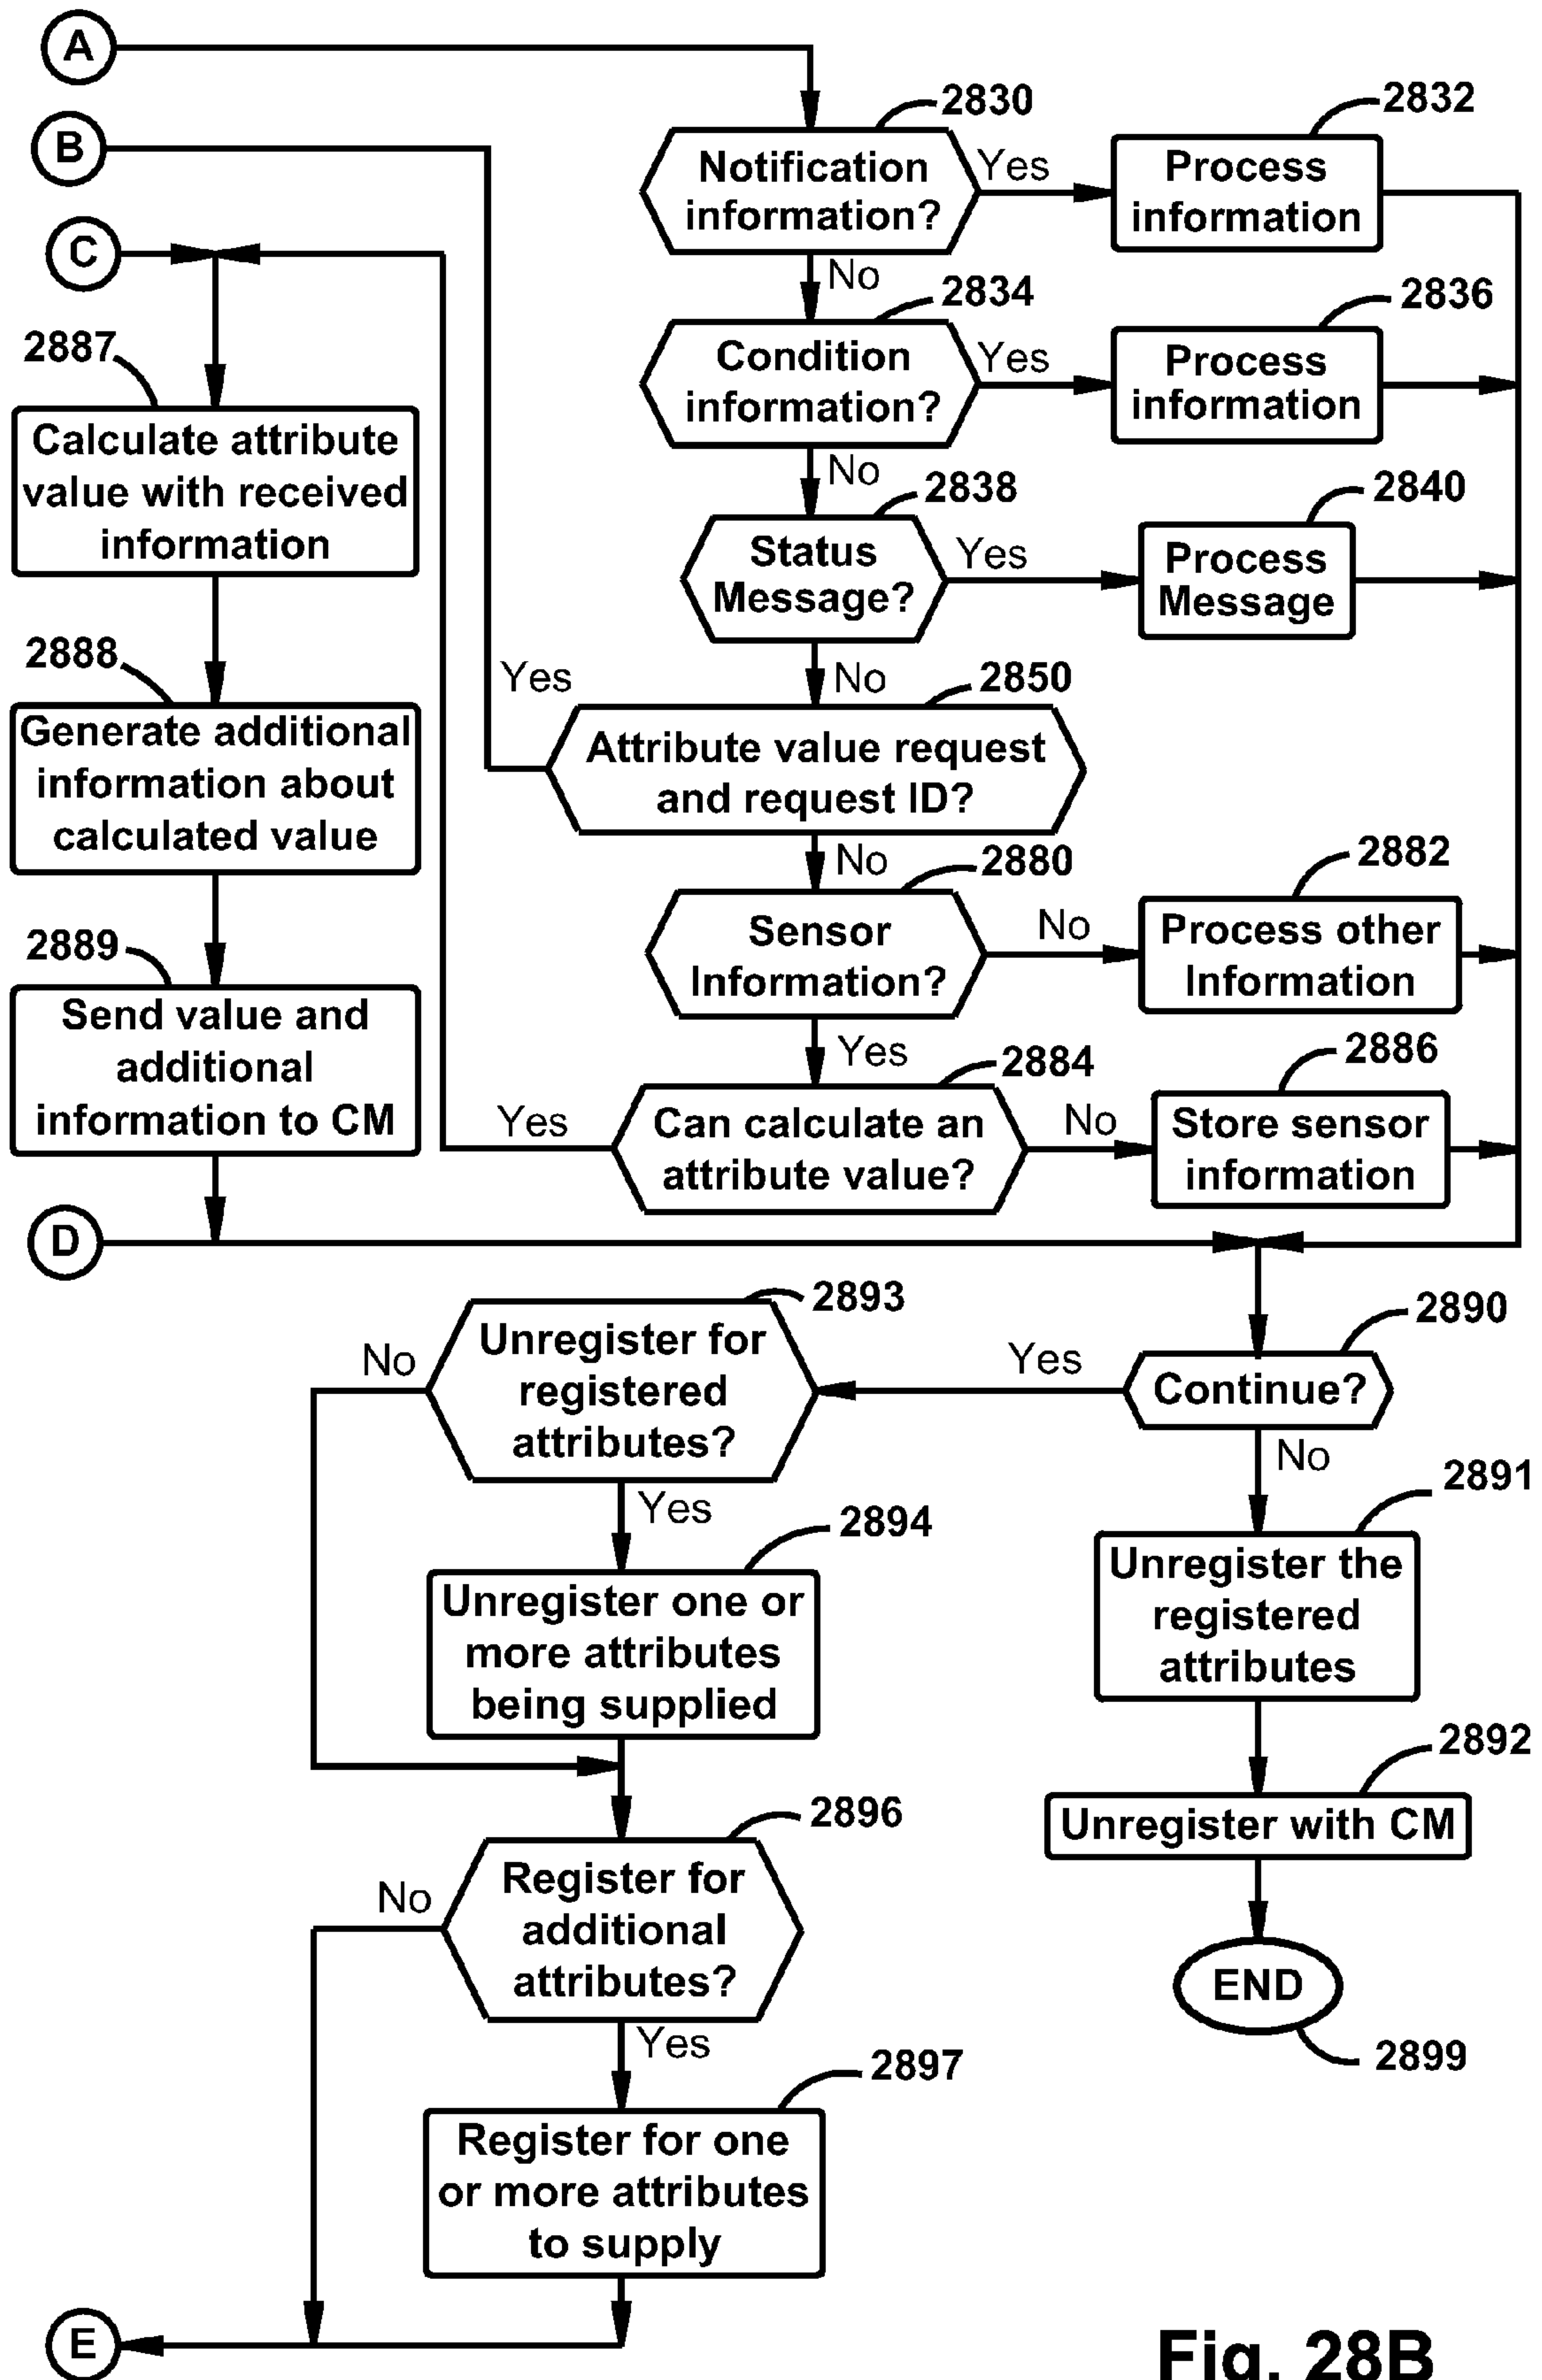 A
2830
2832
B
Notification
information?
Yes
Process
information
C
No
2834
2836
2887
Condition
information?
Yes
Process
information
Calculate attribute
value with received
information
No
2838
2840
Status
Message?
Yes
Process
Message
2888
Yes
No
2850
Generate additional
information about
calculated value
Attribute value request
and request ID?
No
2880
2882
2889
Sensor
Information?
No
Process other
Information
Send value and
additional
information to CM
Yes
2884
2886
Yes
Can calculate an
attribute value?
No
Store sensor
information
D
2893
2890
No
Unregister for
registered
attributes?
Yes
Continue?
Yes
No
2891
2894
Unregister one or
more attributes
being supplied
Unregister the
registered
attributes
2892
2896
Unregister with CM
No
Register for
additional
attributes?
END
Yes
2899
2897
Register for one
or more attributes
to supply
E
Fig. 28B